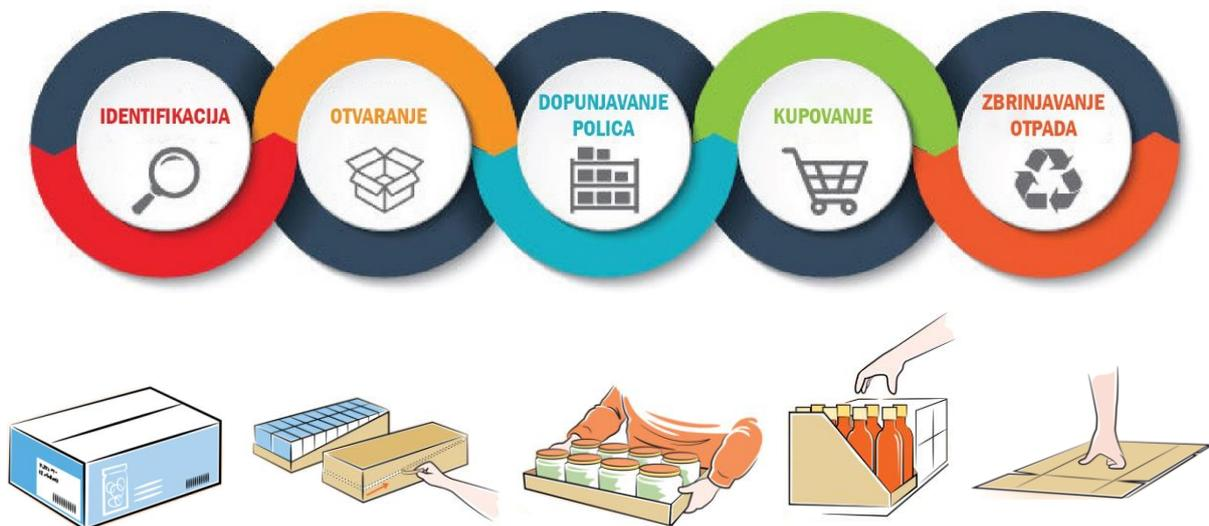 IDENTIFIKACIJA
OTVARANJE
DOPUNJAVANJE
POLICA
KUPOVANJE
ZBRINJAVANJE
OTPADA